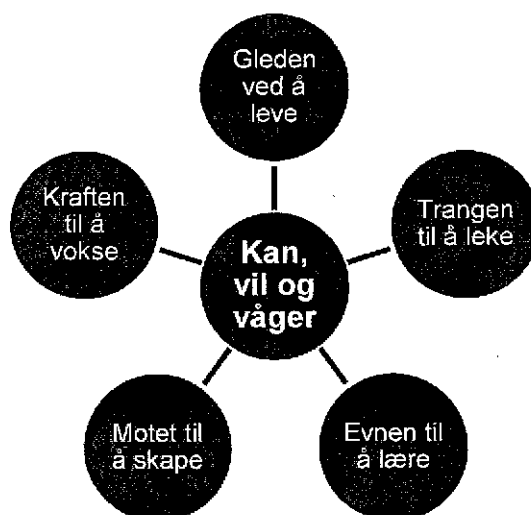 Gleden
ved å
leve
Kraften
til å
vokse
Trangen
til å leke
Kan,
vil og
våger
Motet til
å skape
Evnen til
å lære